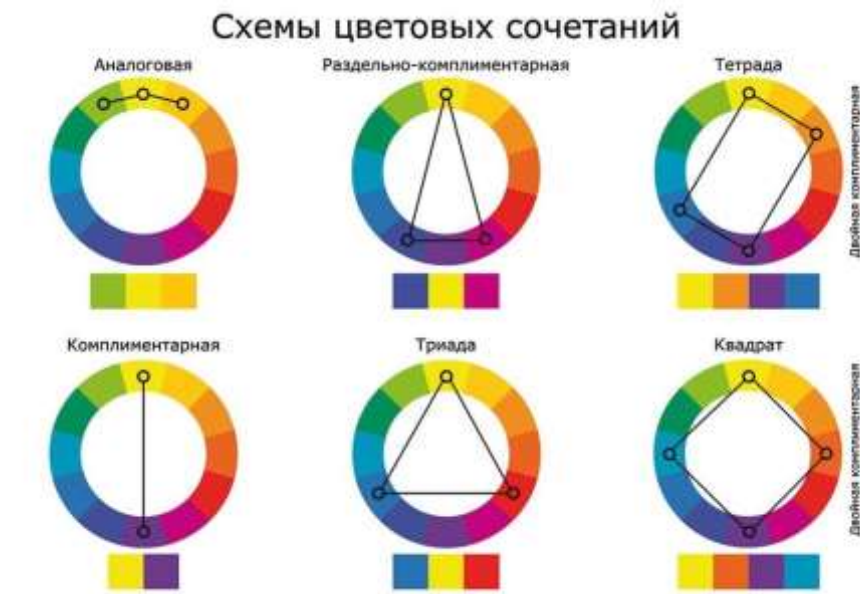 Схемы цветовых сочетаний
Аналоговая
Раздельно-комплиментарная
Тетрада
Двойная комплиментарная
Комплиментарная
Триада
Квадрат
Двойная комплиментарная